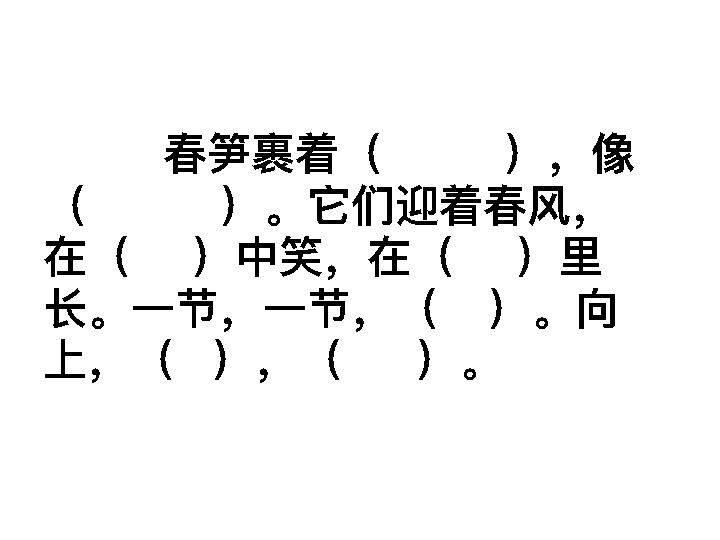 春笋裹着（　　　），像
（　　　）。它们迎着春风，
在（　）中笑，在（　）里
长。一节，一节，（　）。向
上，（　），（　）。